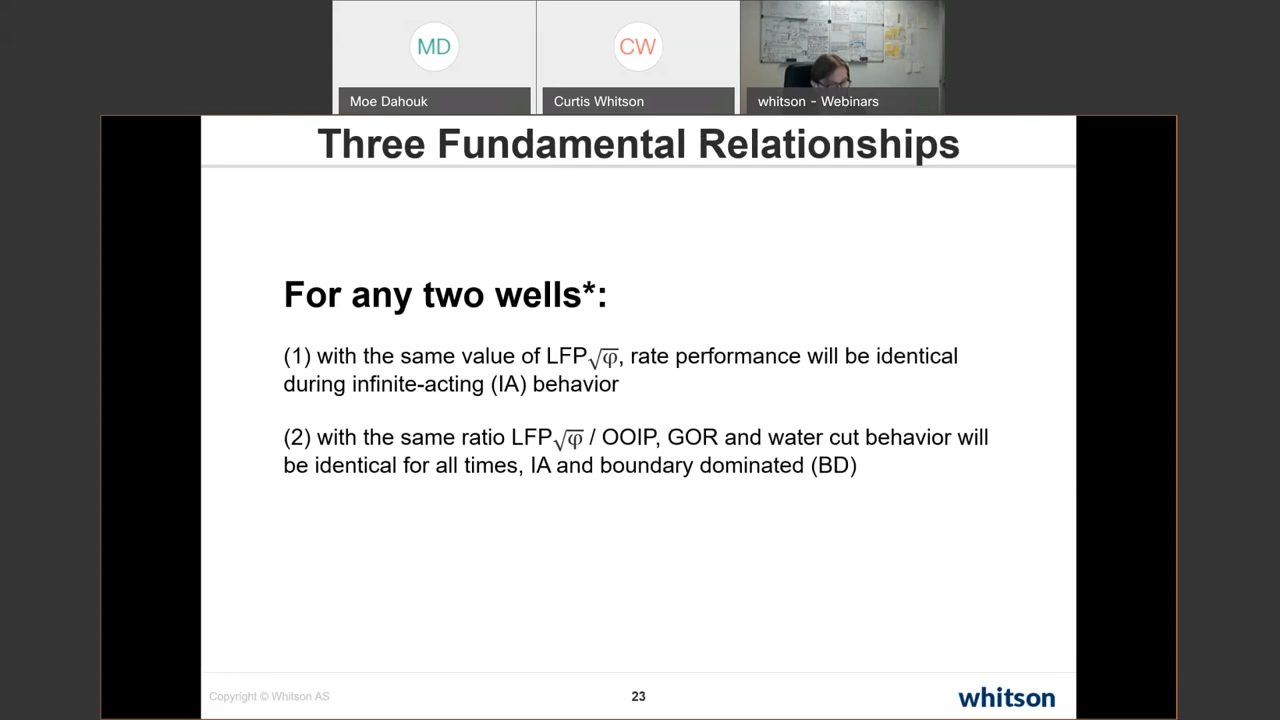 MD
CW
Moe Dahouk
Curtis Whitson
whitson - Webinars
Three Fundamental Relationships
For any two wells*:
(1) with the same value of LFP√φ, rate performance will be identical
during infinite-acting (IA) behavior
(2) with the same ratio LFP√φ / OOIP, GOR and water cut behavior will
be identical for all times, IA and boundary dominated (BD)
Copyright © Whitson AS
23
whitson